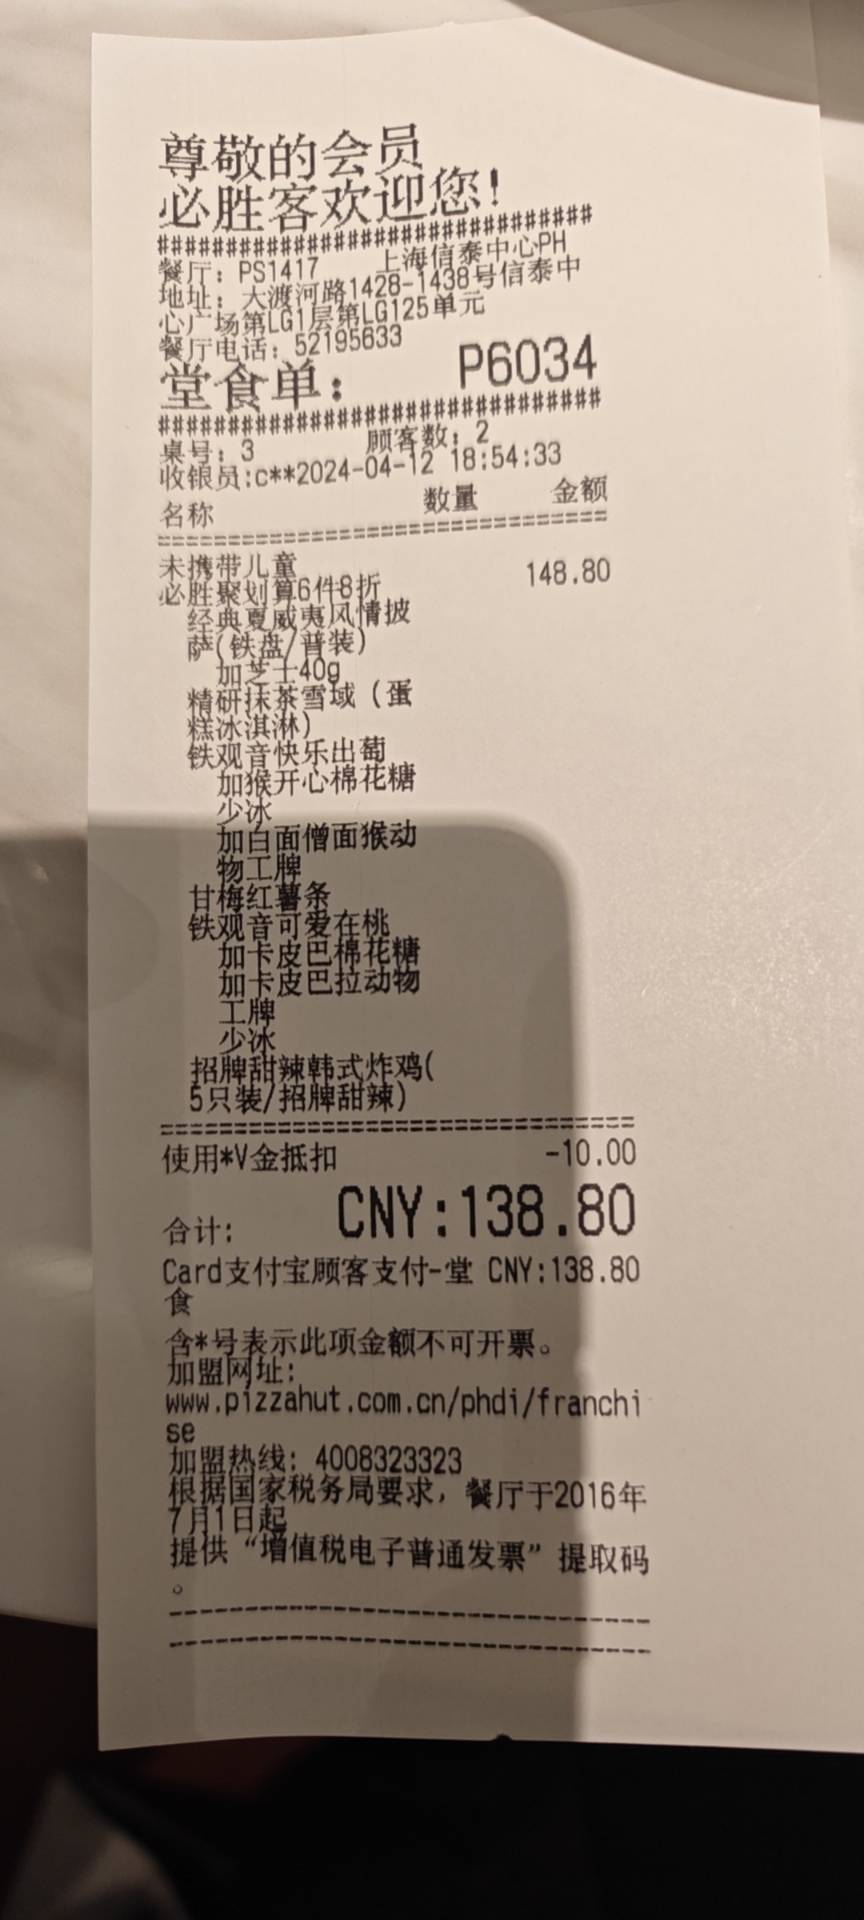 尊敬的会员
必胜客欢迎您!
##################################
餐厅: PS1417 上海信泰中心PH
地址: 大渡河路1428-1438号信泰中
心广场第LG1层第LG125单元
餐厅电话: 52195633
堂食单: P6034
##################################
桌号: 3 顾客数: 2
收银员:c**2024-04-12 18:54:33
名称 数量 金额
================================
未携带儿童
必胜聚划算6件8折 148.80
经典夏威夷风情披
萨(铁盘/普装)
加芝士40g
精研抹茶雪域(蛋
糕冰淇淋)
铁观音快乐出萄
加猴开心棉花糖
少冰
加白面僧面猴动
物工牌
甘梅红薯条
铁观音可爱在桃
加卡皮巴棉花糖
加卡皮巴拉动物
工牌
少冰
招牌甜辣韩式炸鸡(
5只装/招牌甜辣)
================================
使用*V金抵扣 -10.00
合计: CNY:138.80
Card支付宝顾客支付-堂 CNY:138.80
食
含*号表示此项金额不可开票。
加盟网址:
www.pizzahut.com.cn/phdi/franchi
se
加盟热线: 4008323323
根据国家税务局要求, 餐厅于2016年
7月1日起
提供“增值税电子普通发票”提取码
。
--------------------------------
--------------------------------